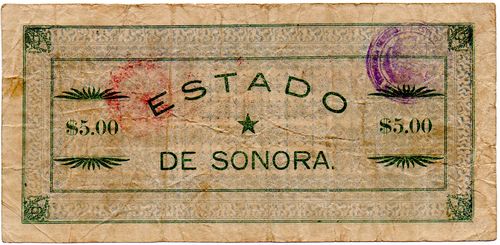 ESTADO
$5.00 $5.00
DE SONORA.